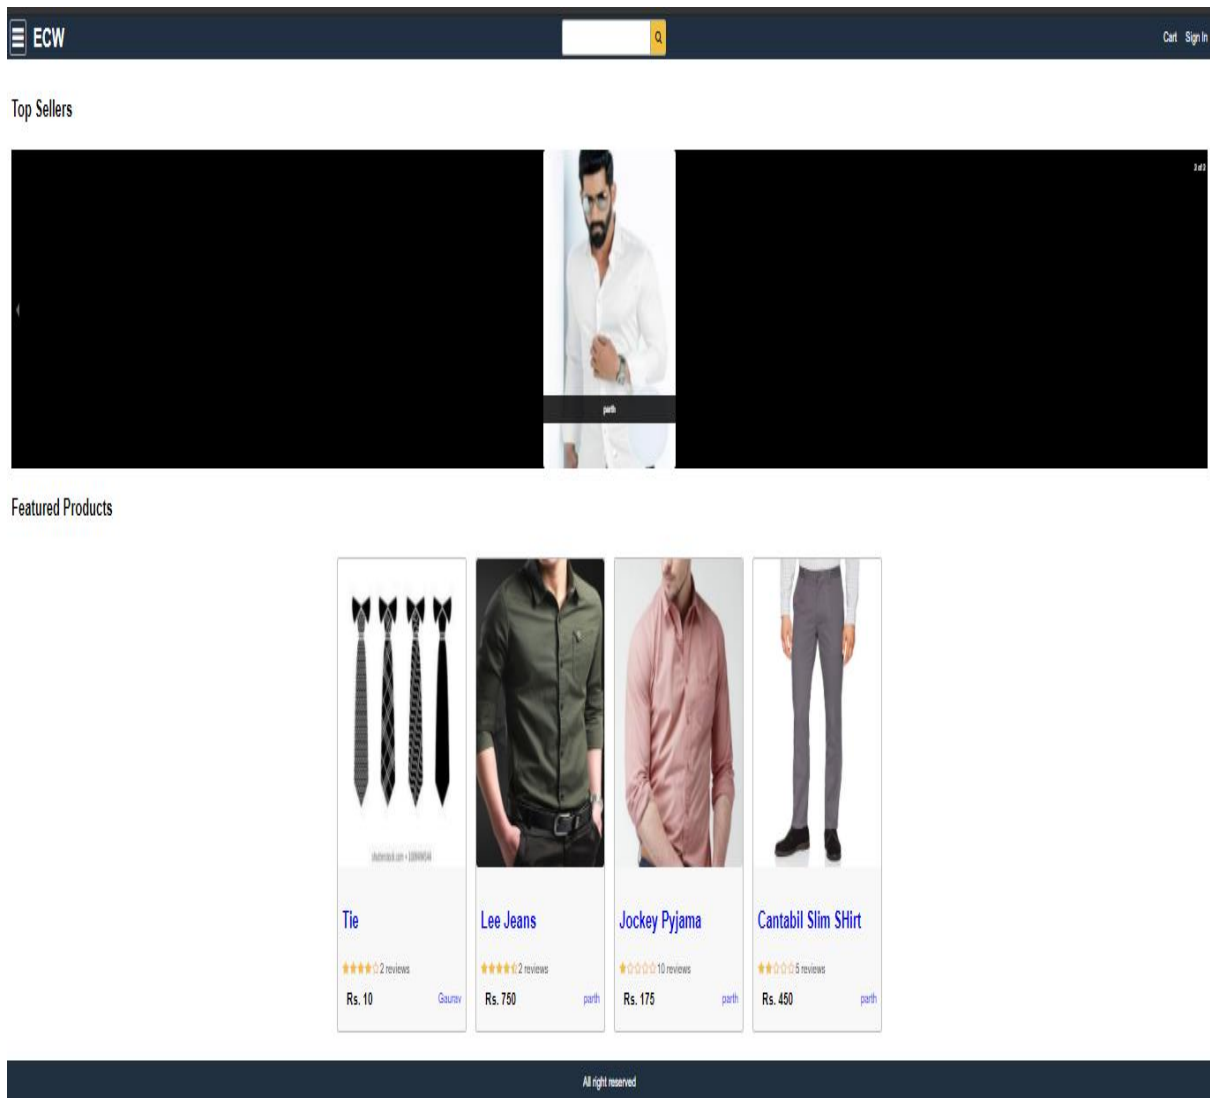 ECW
Cart Sign In
Top Sellers
parth
Featured Products
Tie
2 reviews
Rs. 10 Gaurav
Lee Jeans
2 reviews
Rs. 750 parth
Jockey Pyjama
10 reviews
Rs. 175 parth
Cantabil Slim SHirt
5 reviews
Rs. 450 parth
All right reserved